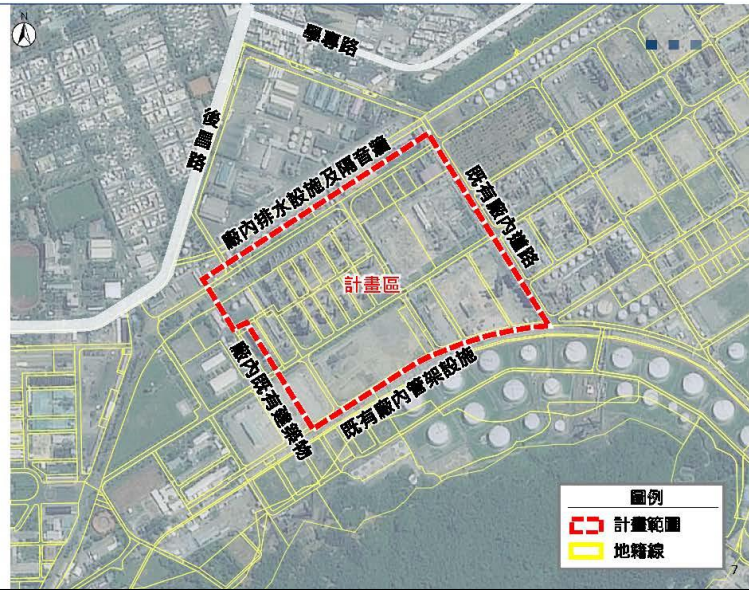 N
學專路
後昌路
廠內排水設施及隔音牆
既有廠內道路
計畫區
廠內既有建築物
既有廠內管架設施
圖例
計畫範圍
地籍線
7